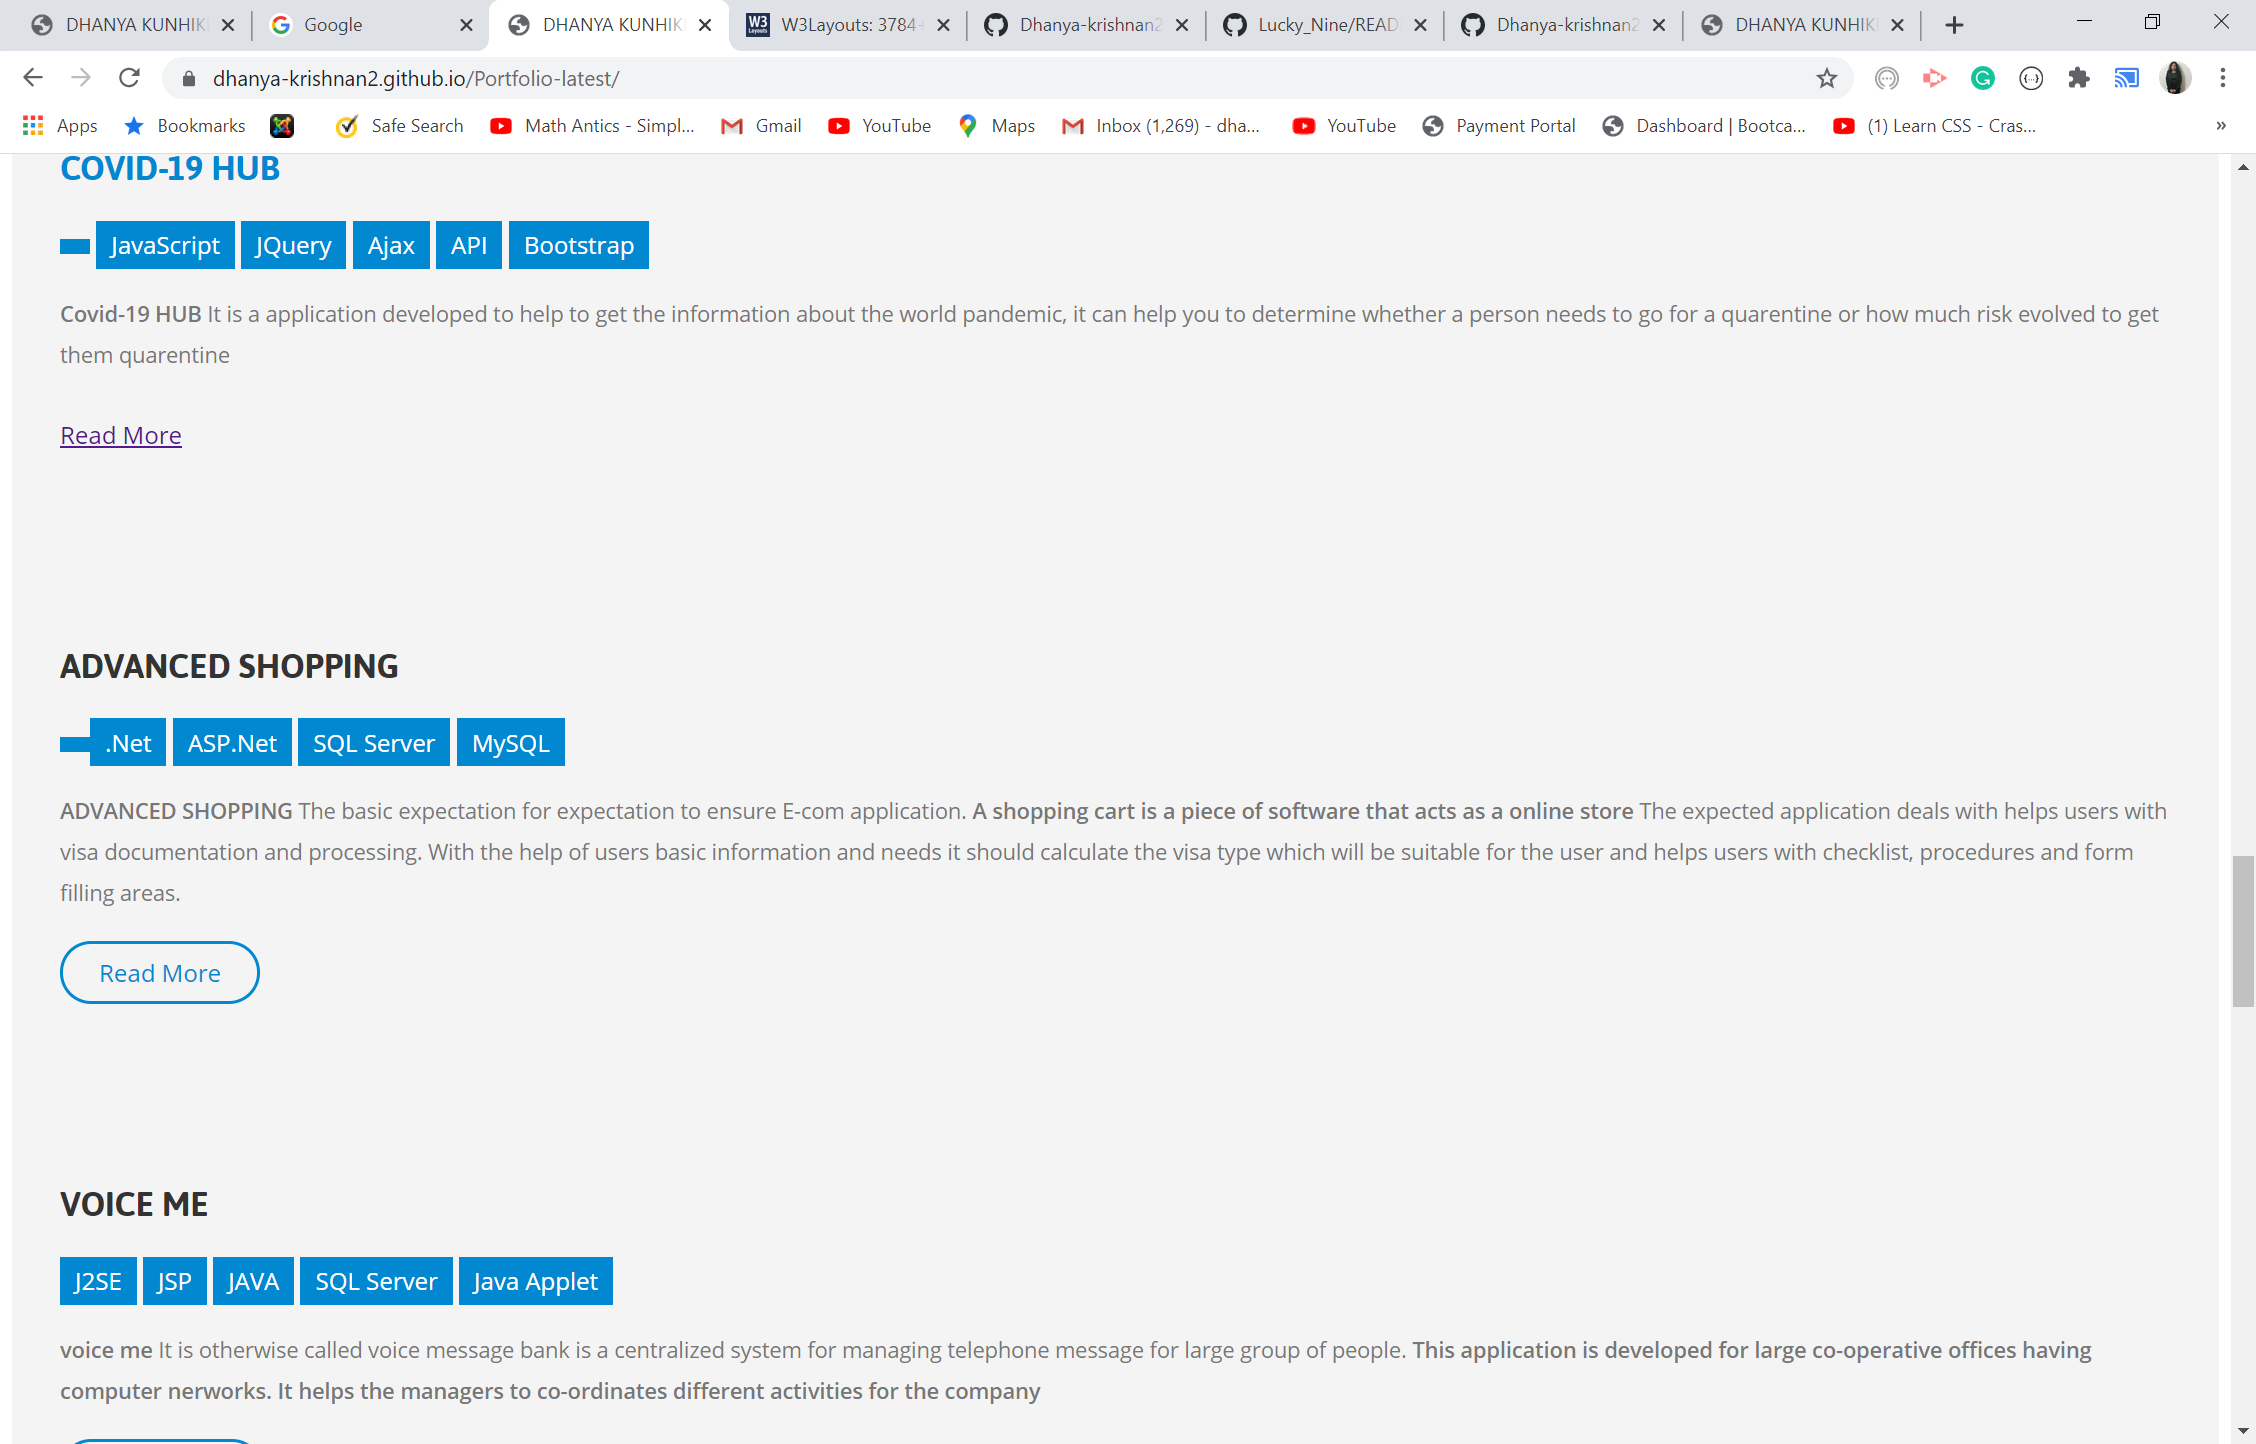 DHANYA KUNHIK
Google
DHANYA KUNHIK
W3Layouts: 3784+
Dhanya-krishnan2
Lucky_Nine/READ
Dhanya-krishnan2
DHANYA KUNHIK
dhanya-krishnan2.github.io/Portfolio-latest/
Apps
Bookmarks
Safe Search
Math Antics - Simpl...
Gmail
YouTube
Maps
Inbox (1,269) - dha...
YouTube
Payment Portal
Dashboard | Bootca...
(1) Learn CSS - Cras...
»
COVID-19 HUB
JavaScript JQuery Ajax API Bootstrap
Covid-19 HUB It is a application developed to help to get the information about the world pandemic, it can help you to determine whether a person needs to go for a quarentine or how much risk evolved to get
them quarentine
Read More
ADVANCED SHOPPING
.Net ASP.Net SQL Server MySQL
ADVANCED SHOPPING The basic expectation for expectation to ensure E-com application. A shopping cart is a piece of software that acts as a online store The expected application deals with helps users with
visa documentation and processing. With the help of users basic information and needs it should calculate the visa type which will be suitable for the user and helps users with checklist, procedures and form
filling areas.
Read More
VOICE ME
J2SE JSP JAVA SQL Server Java Applet
voice me It is otherwise called voice message bank is a centralized system for managing telephone message for large group of people. This application is developed for large co-operative offices having
computer nerworks. It helps the managers to co-ordinates different activities for the company